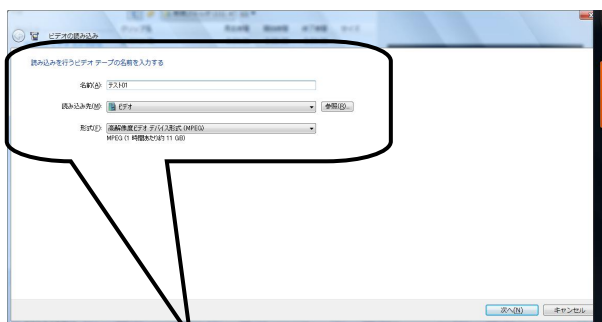 ビデオの読み込み
読み込みを行うビデオ テープの名前を入力する
名前(A): テスト01
読み込み先(M): ビデオ 参照(R)...
形式(F): 高解像度ビデオ デバイス形式 (MPEG)
MPEG (1 時間あたり約 11 GB)
次へ(N) キャンセル